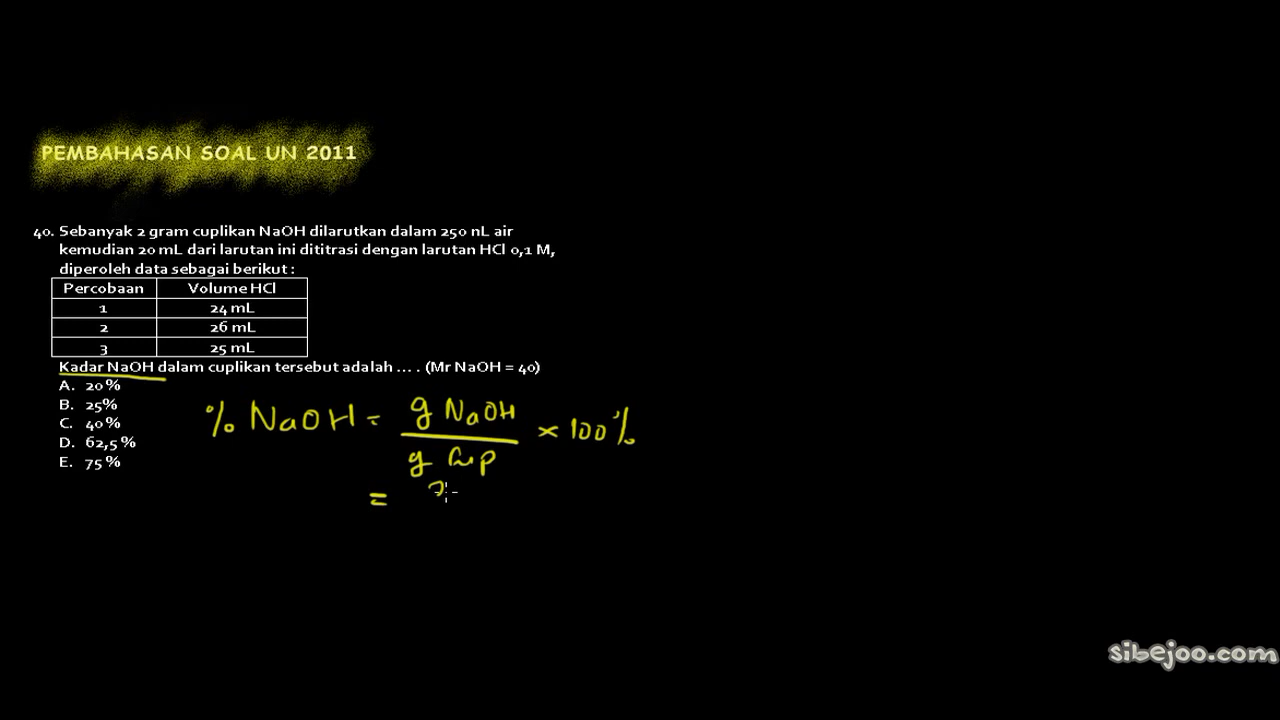 PEMBAHASAN SOAL UN 2011
40. Sebanyak 2 gram cuplikan NaOH dilarutkan dalam 250 nL air
kemudian 20 mL dari larutan ini dititrasi dengan larutan HCl 0,1 M,
diperoleh data sebagai berikut :
Percobaan Volume HCl
1 24 mL
2 26 mL
3 25 mL
Kadar NaOH dalam cuplikan tersebut adalah ... . (Mr NaOH = 40)
A. 20%
B. 25%
C. 40%
D. 62,5%
E. 75%
% NaOH = g NaOH
g cup
× 100%
=
sibejoo.com